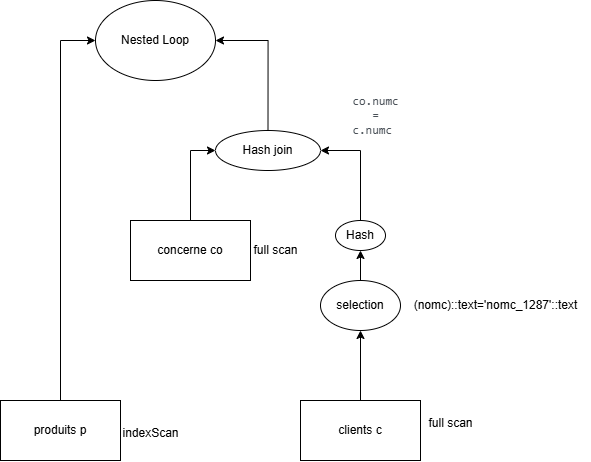 Nested Loop
co.numc
=
c.numc
Hash join
concerne co
full scan
Hash
selection
(nomc)::text='nomc_1287'::text
produits p
indexScan
clients c
full scan